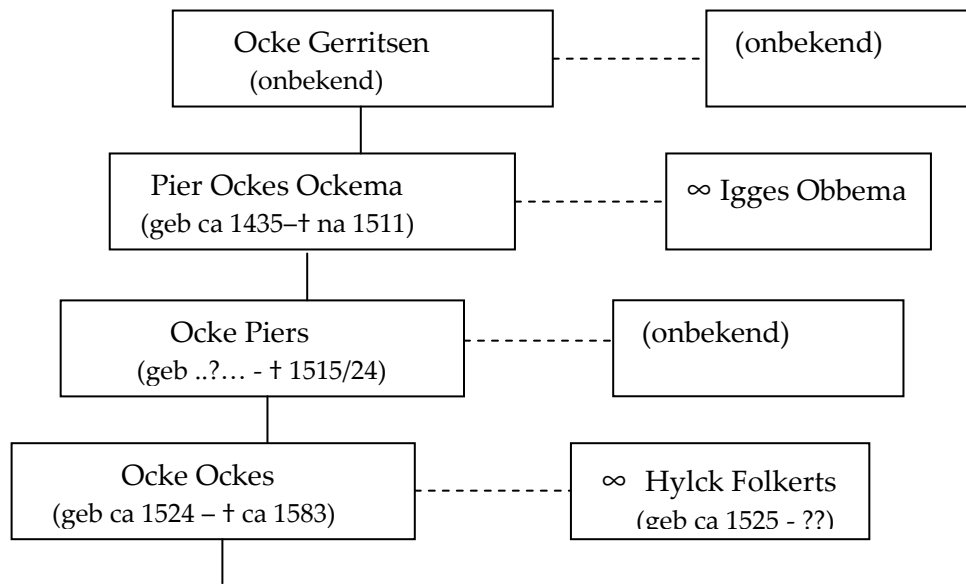 Ocke Gerritsen
(onbekend)
(onbekend)
Pier Ockes Ockema
(geb ca 1435–† na 1511)
∞ Igges Obbema
Ocke Piers
(geb ..?… - † 1515/24)
(onbekend)
Ocke Ockes
(geb ca 1524 – † ca 1583)
∞ Hylck Folkerts
(geb ca 1525 - ??)